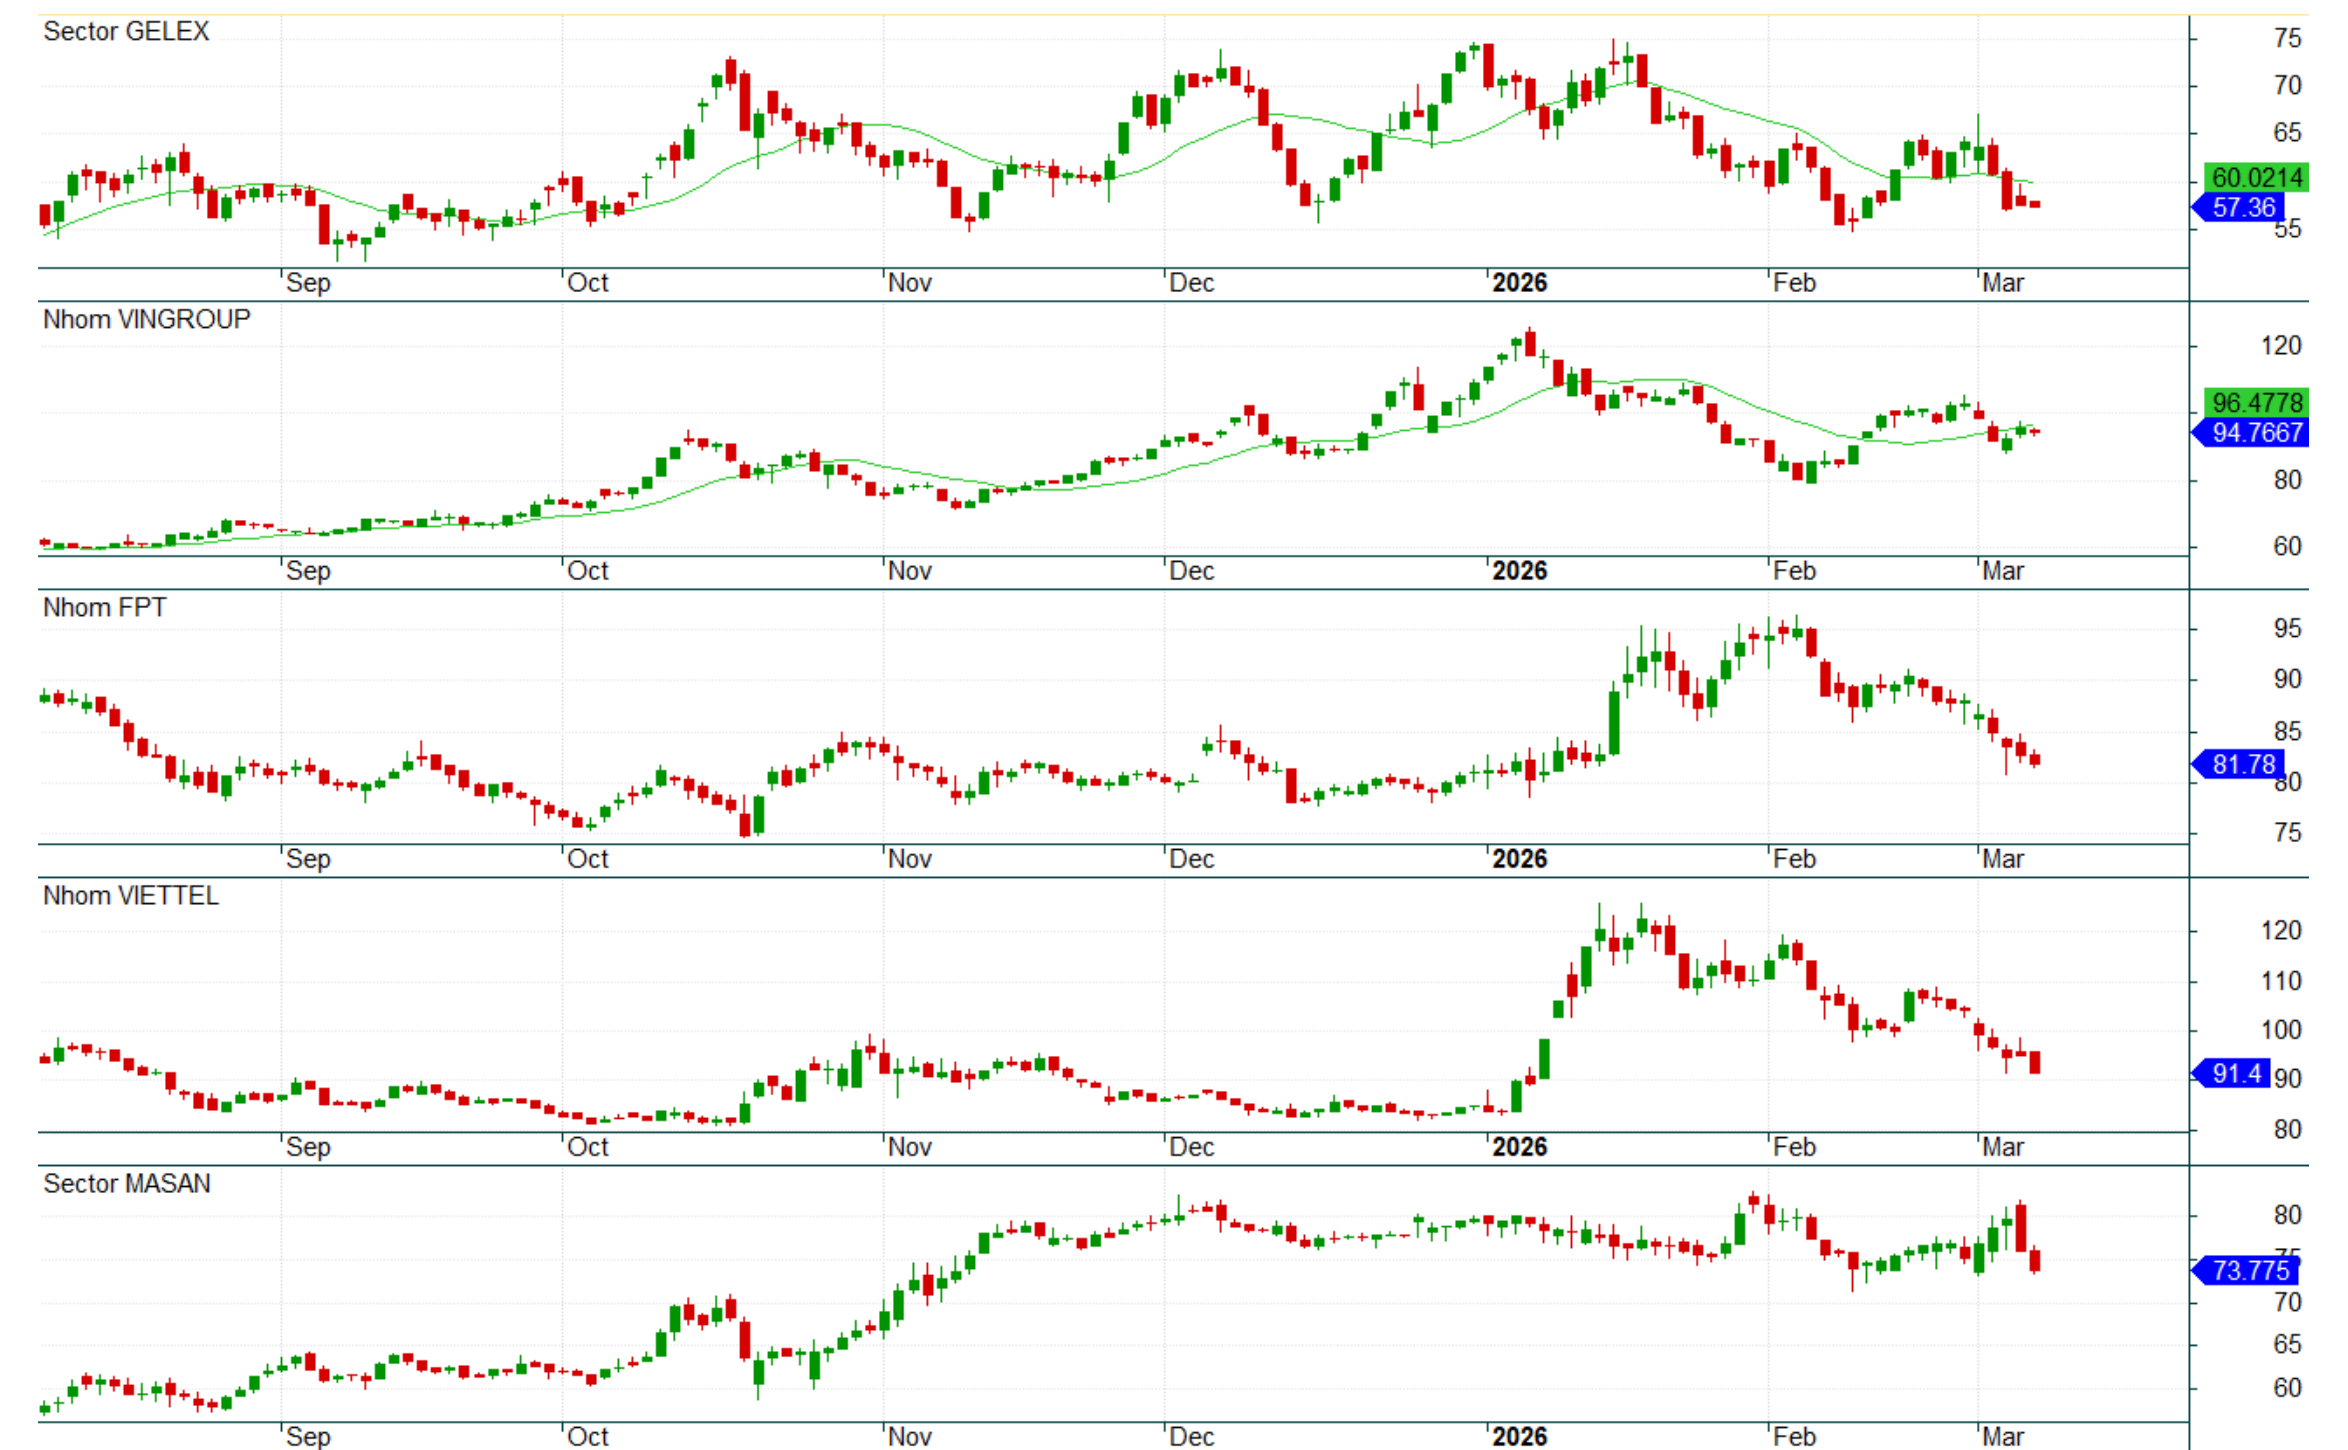 Sector GELEX
75
70
65
60.0214
57.36
55
Sep Oct Nov Dec 2026 Feb Mar
Nhom VINGROUP
120
96.4778
94.7667
80
60
Sep Oct Nov Dec 2026 Feb Mar
Nhom FPT
95
90
85
81.78
80
75
Sep Oct Nov Dec 2026 Feb Mar
Nhom VIETTEL
120
110
100
91.4 90
80
Sep Oct Nov Dec 2026 Feb Mar
Sector MASAN
80
75
73.775
70
65
60
Sep Oct Nov Dec 2026 Feb Mar